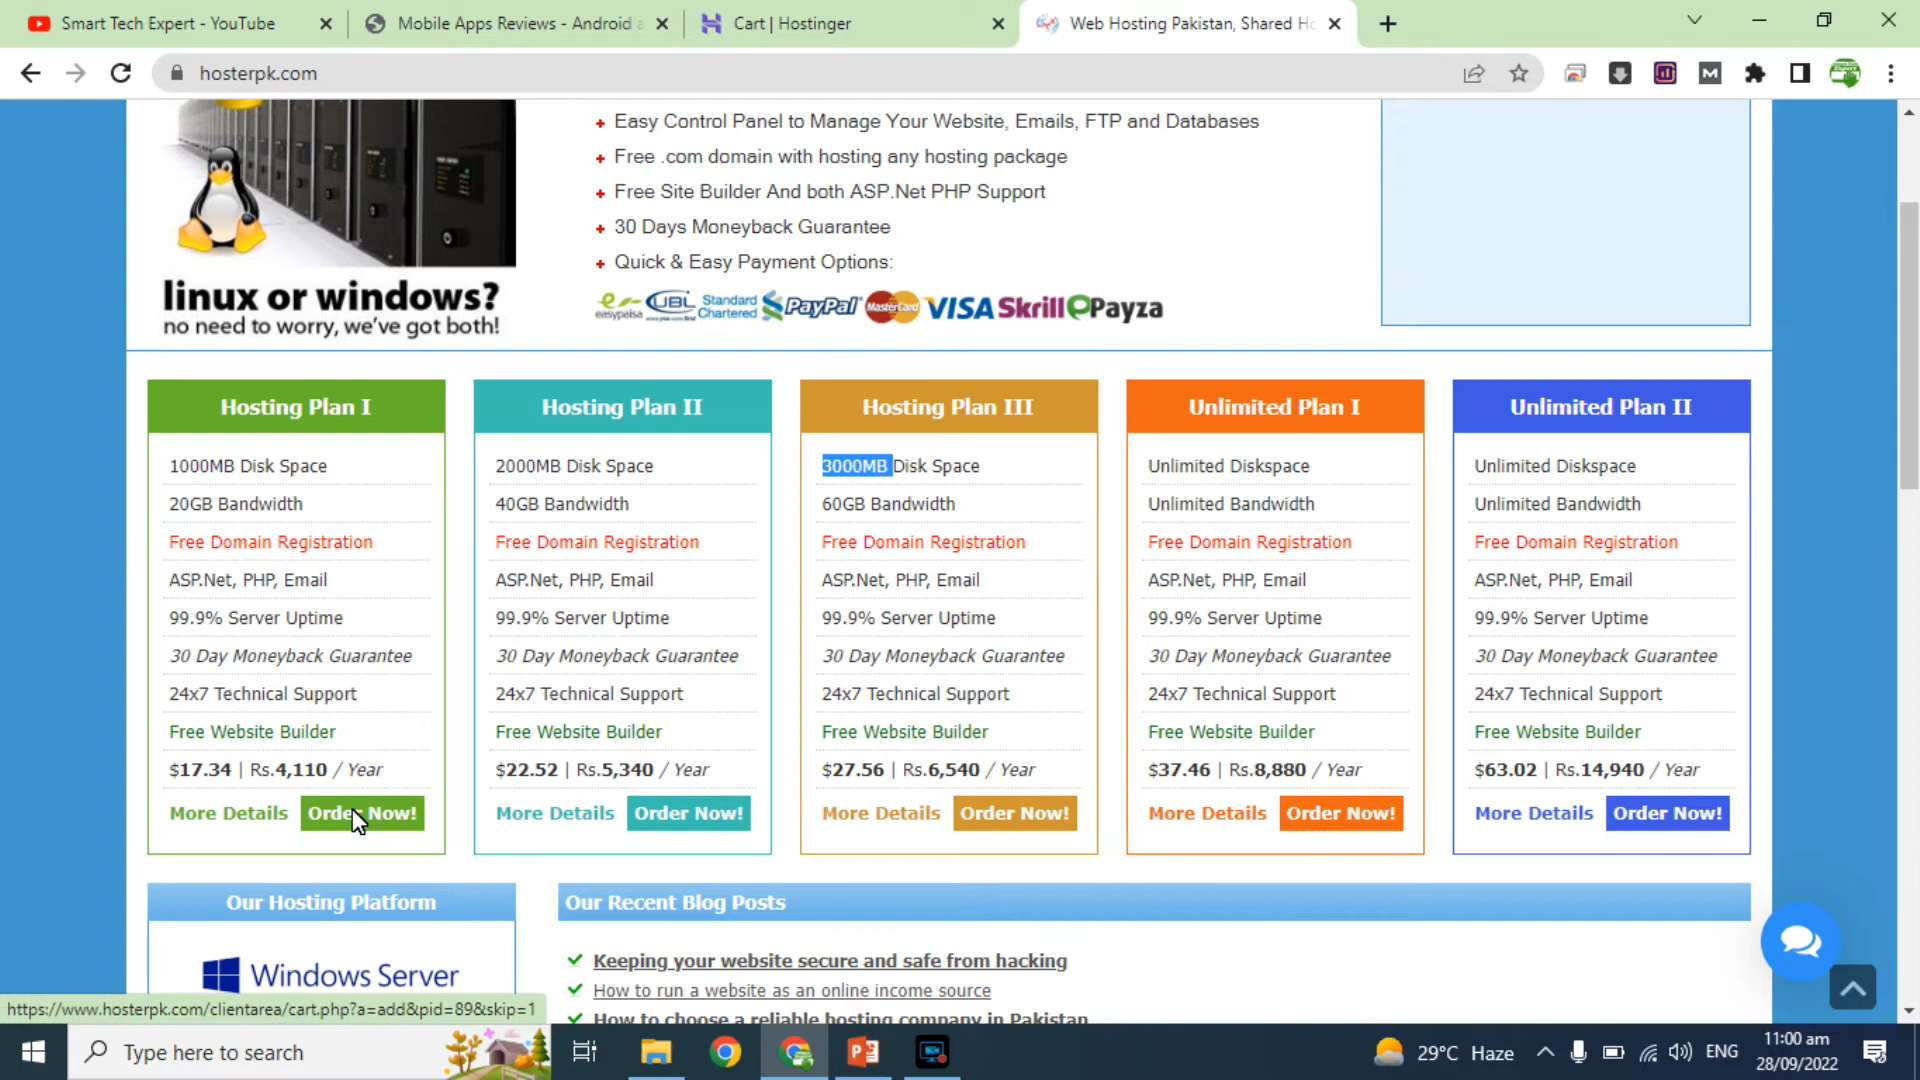 Smart Tech Expert - YouTube
Mobile Apps Reviews - Android a
Cart | Hostinger
Web Hosting Pakistan, Shared Ho
hosterpk.com
Easy Control Panel to Manage Your Website, Emails, FTP and Databases
Free .com domain with hosting any hosting package
Free Site Builder And both ASP.Net PHP Support
30 Days Moneyback Guarantee
Quick & Easy Payment Options:
easypaisa UBL Standard Chartered PayPal MasterCard VISA Skrill Payza
linux or windows?
no need to worry, we've got both!
Hosting Plan I
1000MB Disk Space
20GB Bandwidth
Free Domain Registration
ASP.Net, PHP, Email
99.9% Server Uptime
30 Day Moneyback Guarantee
24x7 Technical Support
Free Website Builder
$17.34 | Rs.4,110 / Year
More Details Order Now!
Hosting Plan II
2000MB Disk Space
40GB Bandwidth
Free Domain Registration
ASP.Net, PHP, Email
99.9% Server Uptime
30 Day Moneyback Guarantee
24x7 Technical Support
Free Website Builder
$22.52 | Rs.5,340 / Year
More Details Order Now!
Hosting Plan III
3000MB Disk Space
60GB Bandwidth
Free Domain Registration
ASP.Net, PHP, Email
99.9% Server Uptime
30 Day Moneyback Guarantee
24x7 Technical Support
Free Website Builder
$27.56 | Rs.6,540 / Year
More Details Order Now!
Unlimited Plan I
Unlimited Diskspace
Unlimited Bandwidth
Free Domain Registration
ASP.Net, PHP, Email
99.9% Server Uptime
30 Day Moneyback Guarantee
24x7 Technical Support
Free Website Builder
$37.46 | Rs.8,880 / Year
More Details Order Now!
Unlimited Plan II
Unlimited Diskspace
Unlimited Bandwidth
Free Domain Registration
ASP.Net, PHP, Email
99.9% Server Uptime
30 Day Moneyback Guarantee
24x7 Technical Support
Free Website Builder
$63.02 | Rs.14,940 / Year
More Details Order Now!
Our Hosting Platform
Windows Server
Our Recent Blog Posts
Keeping your website secure and safe from hacking
How to run a website as an online income source
How to choose a reliable hosting company in Pakistan
https://www.hosterpk.com/clientarea/cart.php?a=add&pid=89&skip=1
Type here to search
29°C Haze
ENG
11:00 am
28/09/2022